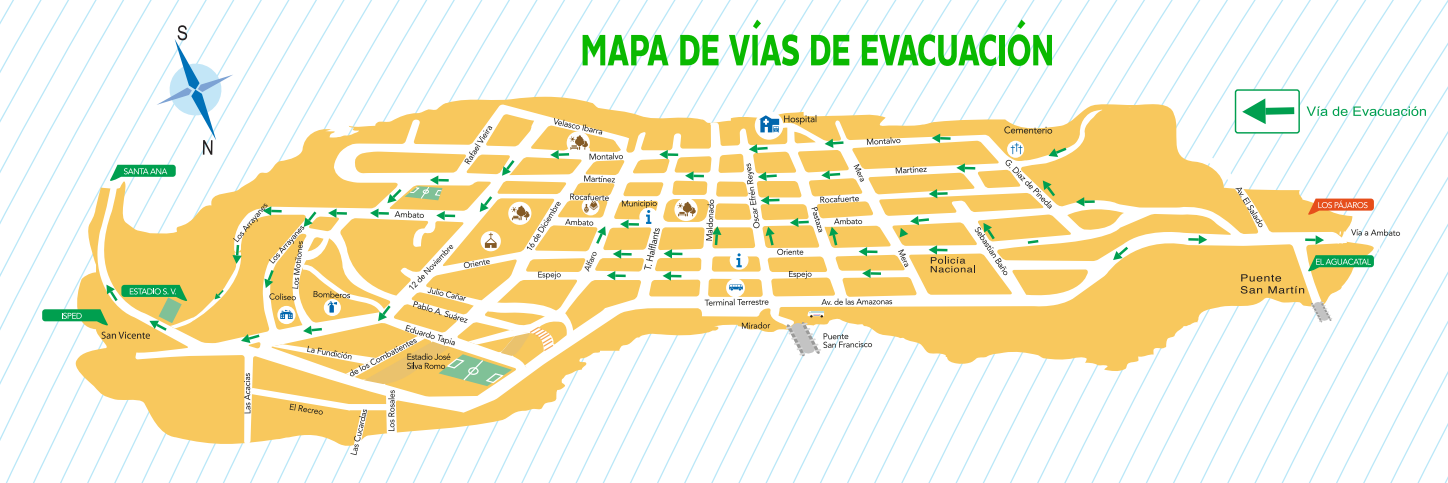 MAPA DE VÍAS DE EVACUACIÓN
S
N
Vía de Evacuación
Hospital
Cementerio
Velasco Ibarra
Rafael Vieira
Montalvo
Montalvo
Martínez
Martínez
Mera
G. Díaz de Pineda
SANTA ANA
Rocafuerte
Rocafuerte
Municipio
Maldonado
Oscar Efrén Reyes
Pastaza
Av. El Salado
LOS PÁJAROS
Los Arrayanes
Los Arrayanes
Ambato
Ambato
Ambato
16 de Diciembre
Vía a Ambato
Los Motilones
12 de Noviembre
Oriente
Alfaro
T. Halflants
Oriente
Mera
Sebastián Baño
Policía
Nacional
EL AGUACATAL
Espejo
Espejo
Puente
San Martín
ESTADIO S. V.
Coliseo
Bomberos
Julio Cañar
Pablo A. Suárez
Terminal Terrestre
Av. de las Amazonas
ISPED
San Vicente
Eduardo Tapia
Mirador
Puente
San Francisco
La Fundición
de los Combatientes
Estadio José
Silva Romo
Las Acacias
El Recreo
Las Cucardas
Los Rosales